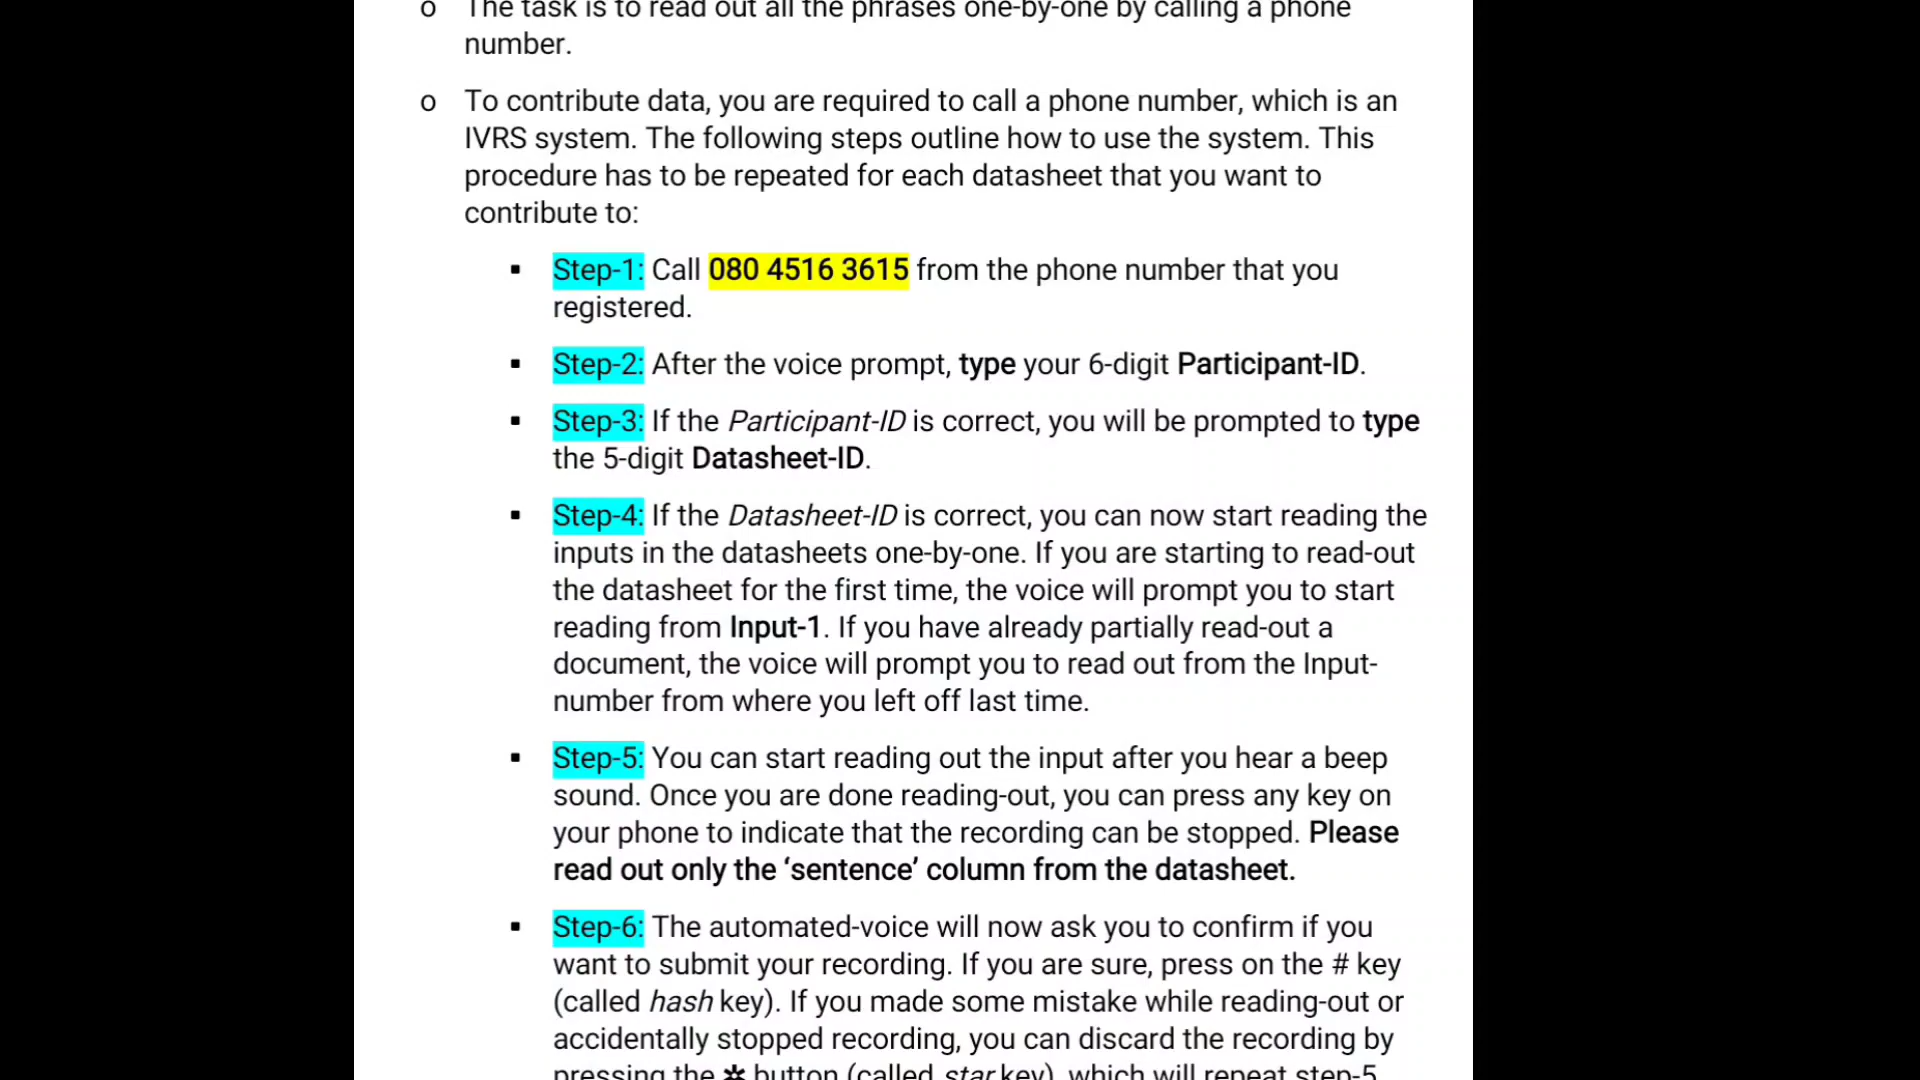 o The task is to read out all the phrases one-by-one by calling a phone
number.
o To contribute data, you are required to call a phone number, which is an
IVRS system. The following steps outline how to use the system. This
procedure has to be repeated for each datasheet that you want to
contribute to:
▪ Step-1: Call 080 4516 3615 from the phone number that you
registered.
▪ Step-2: After the voice prompt, type your 6-digit Participant-ID.
▪ Step-3: If the Participant-ID is correct, you will be prompted to type
the 5-digit Datasheet-ID.
▪ Step-4: If the Datasheet-ID is correct, you can now start reading the
inputs in the datasheets one-by-one. If you are starting to read-out
the datasheet for the first time, the voice will prompt you to start
reading from Input-1. If you have already partially read-out a
document, the voice will prompt you to read out from the Input-
number from where you left off last time.
▪ Step-5: You can start reading out the input after you hear a beep
sound. Once you are done reading-out, you can press any key on
your phone to indicate that the recording can be stopped. Please
read out only the ‘sentence’ column from the datasheet.
▪ Step-6: The automated-voice will now ask you to confirm if you
want to submit your recording. If you are sure, press on the # key
(called hash key). If you made some mistake while reading-out or
accidentally stopped recording, you can discard the recording by
pressing the ✲ button (called star key), which will repeat step-5